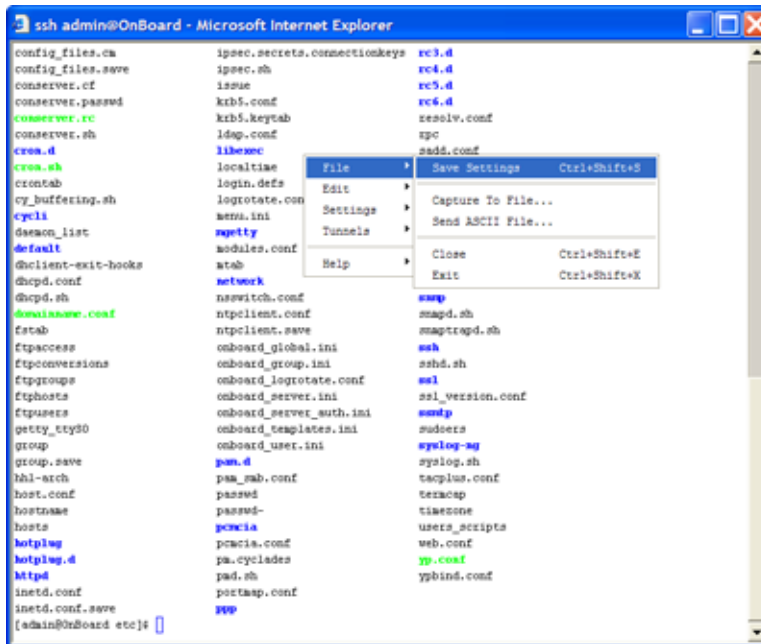 ssh admin@OnBoard - Microsoft Internet Explorer
config_files.cm ipsec.secrets.connectionkeys rc3.d
config_files.save ipsec.sh rc4.d
conserver.cf issue rc5.d
conserver.passwd krb5.conf rc6.d
conserver.rc krb5.keytab resolv.conf
conserver.sh ldap.conf rpc
cron.d libexec sadd.conf
cron.sh localtime
crontab login.defs
cy_buffering.sh logrotate.con
cycli menu.ini
daemon_list mgetty
default modules.conf
dhclient-exit-hooks mtab
dhcpd.conf network
dhcpd.sh nsswitch.conf snmp
domainname.conf ntpclient.conf snmpd.sh
fstab ntpclient.save snmptrapd.sh
ftpaccess onboard_global.ini ssh
ftpconversions onboard_group.ini sshd.sh
ftpgroups onboard_logrotate.conf ssl
ftphosts onboard_server.ini ssl_version.conf
ftpusers onboard_server_auth.ini ssmtp
getty_ttyS0 onboard_templates.ini sudoers
group onboard_user.ini syslog-ng
group.save pam.d syslog.sh
hhl-arch pam_smb.conf tacplus.conf
host.conf passwd termcap
hostname passwd- timezone
hosts pcmcia users_scripts
hotplug pcmcia.conf web.conf
hotplug.d pm.cyclades yp.conf
httpd pmd.sh ypbind.conf
inetd.conf portmap.conf
inetd.conf.save ppp
[admin@OnBoard etc]$
File
Edit
Settings
Tunnels
Help
Save Settings Ctrl+Shift+S
Capture To File...
Send ASCII File...
Close Ctrl+Shift+E
Exit Ctrl+Shift+X